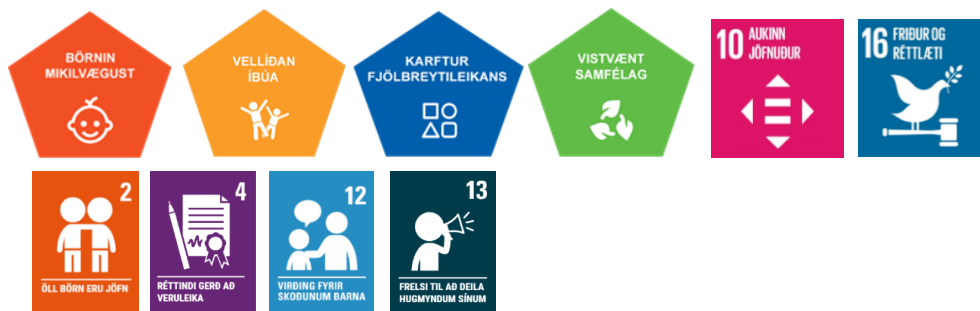 BÖRNIN
MIKILVÆGUST
VELLÍÐAN
ÍBÚA
KARFTUR
FJÖLBREYTILEIKANS
VISTVÆNT
SAMFÉLAG
10 AUKINN
JÖFNUÐUR
16 FRIÐUR OG
RÉTTLÆTI
2
ÖLL BÖRN ERU JÖFN
4
RÉTTINDI GERÐ AÐ
VERULEIKA
12
VIRÐING FYRIR
SKOÐUNUM BARNA
13
FRELSI TIL AÐ DEILA
HUGMYNDUM SÍNUM